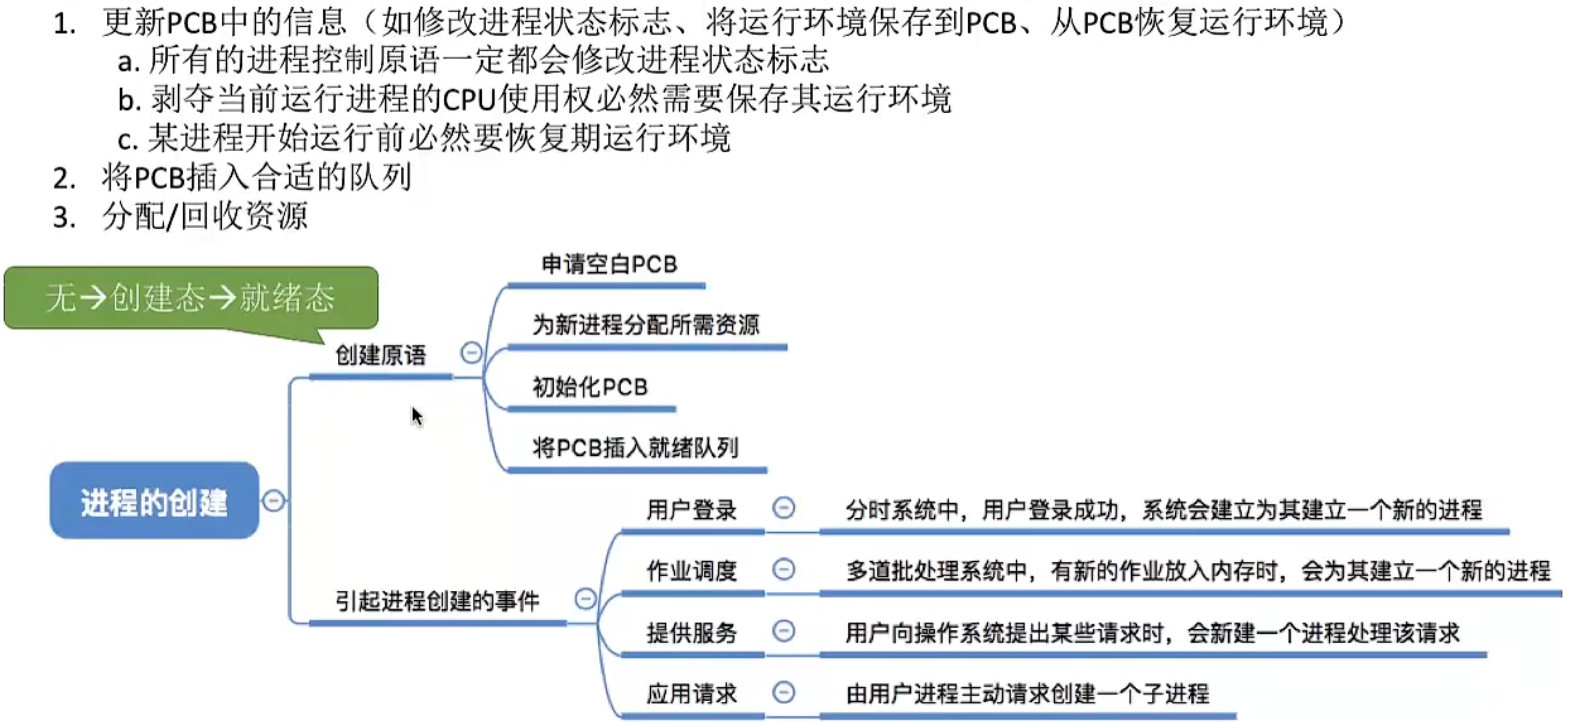 1. 更新PCB中的信息（如修改进程状态标志、将运行环境保存到PCB、从PCB恢复运行环境）
a. 所有的进程控制原语一定都会修改进程状态标志
b. 剥夺当前运行进程的CPU使用权必然需要保存其运行环境
c. 某进程开始运行前必然要恢复期运行环境
2. 将PCB插入合适的队列
3. 分配/回收资源
无→创建态→就绪态
进程的创建
创建原语
申请空白PCB
为新进程分配所需资源
初始化PCB
将PCB插入就绪队列
引起进程创建的事件
用户登录
分时系统中，用户登录成功，系统会建立为其建立一个新的进程
作业调度
多道批处理系统中，有新的作业放入内存时，会为其建立一个新的进程
提供服务
用户向操作系统提出某些请求时，会新建一个进程处理该请求
应用请求
由用户进程主动请求创建一个子进程